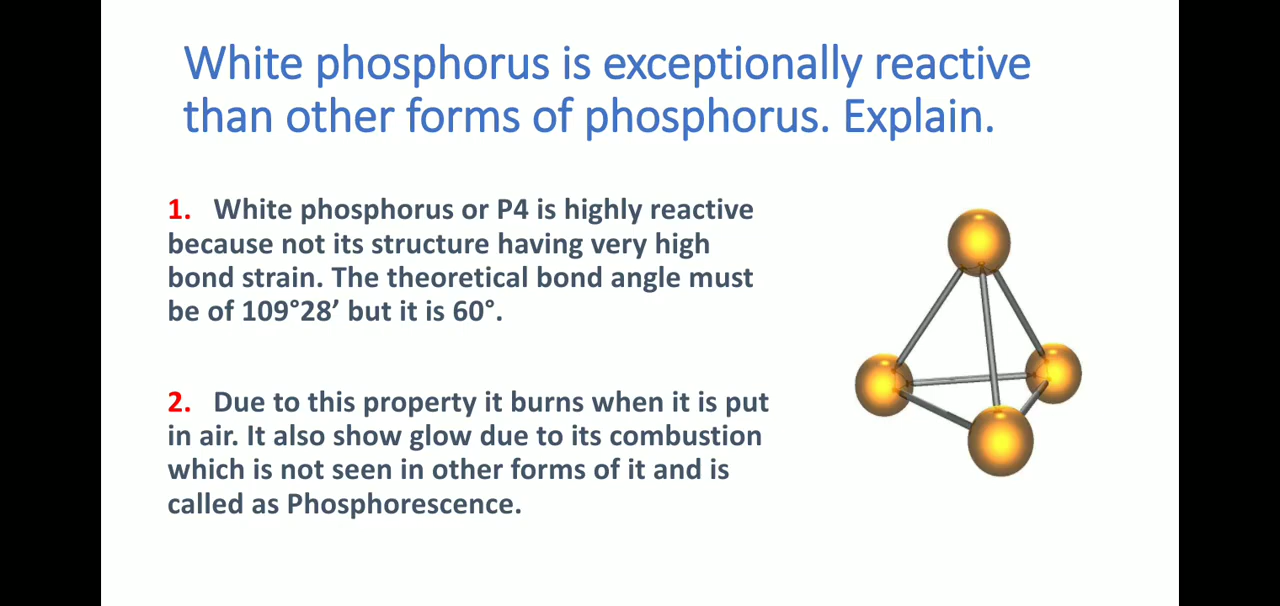 White phosphorus is exceptionally reactive
than other forms of phosphorus. Explain.
1. White phosphorus or P4 is highly reactive
because not its structure having very high
bond strain. The theoretical bond angle must
be of 109°28’ but it is 60°.
2. Due to this property it burns when it is put
in air. It also show glow due to its combustion
which is not seen in other forms of it and is
called as Phosphorescence.